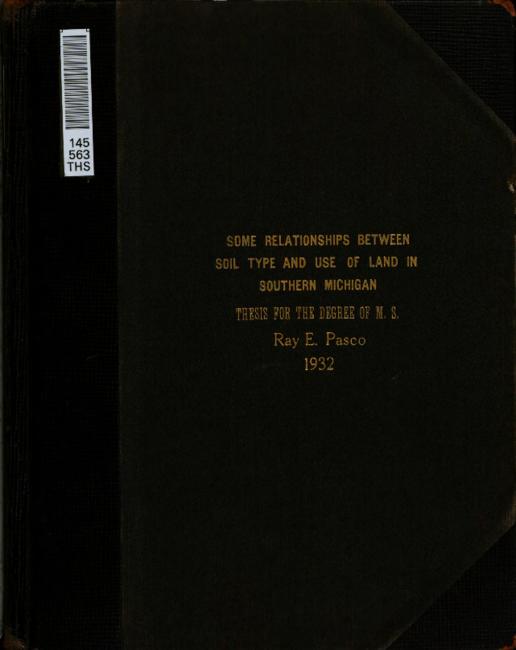 145
563
THS
SOME RELATIONSHIPS BETWEEN
SOIL TYPE AND USE OF LAND IN
SOUTHERN MICHIGAN
THESIS FOR THE DEGREE OF M. S.
Ray E. Pasco
1932